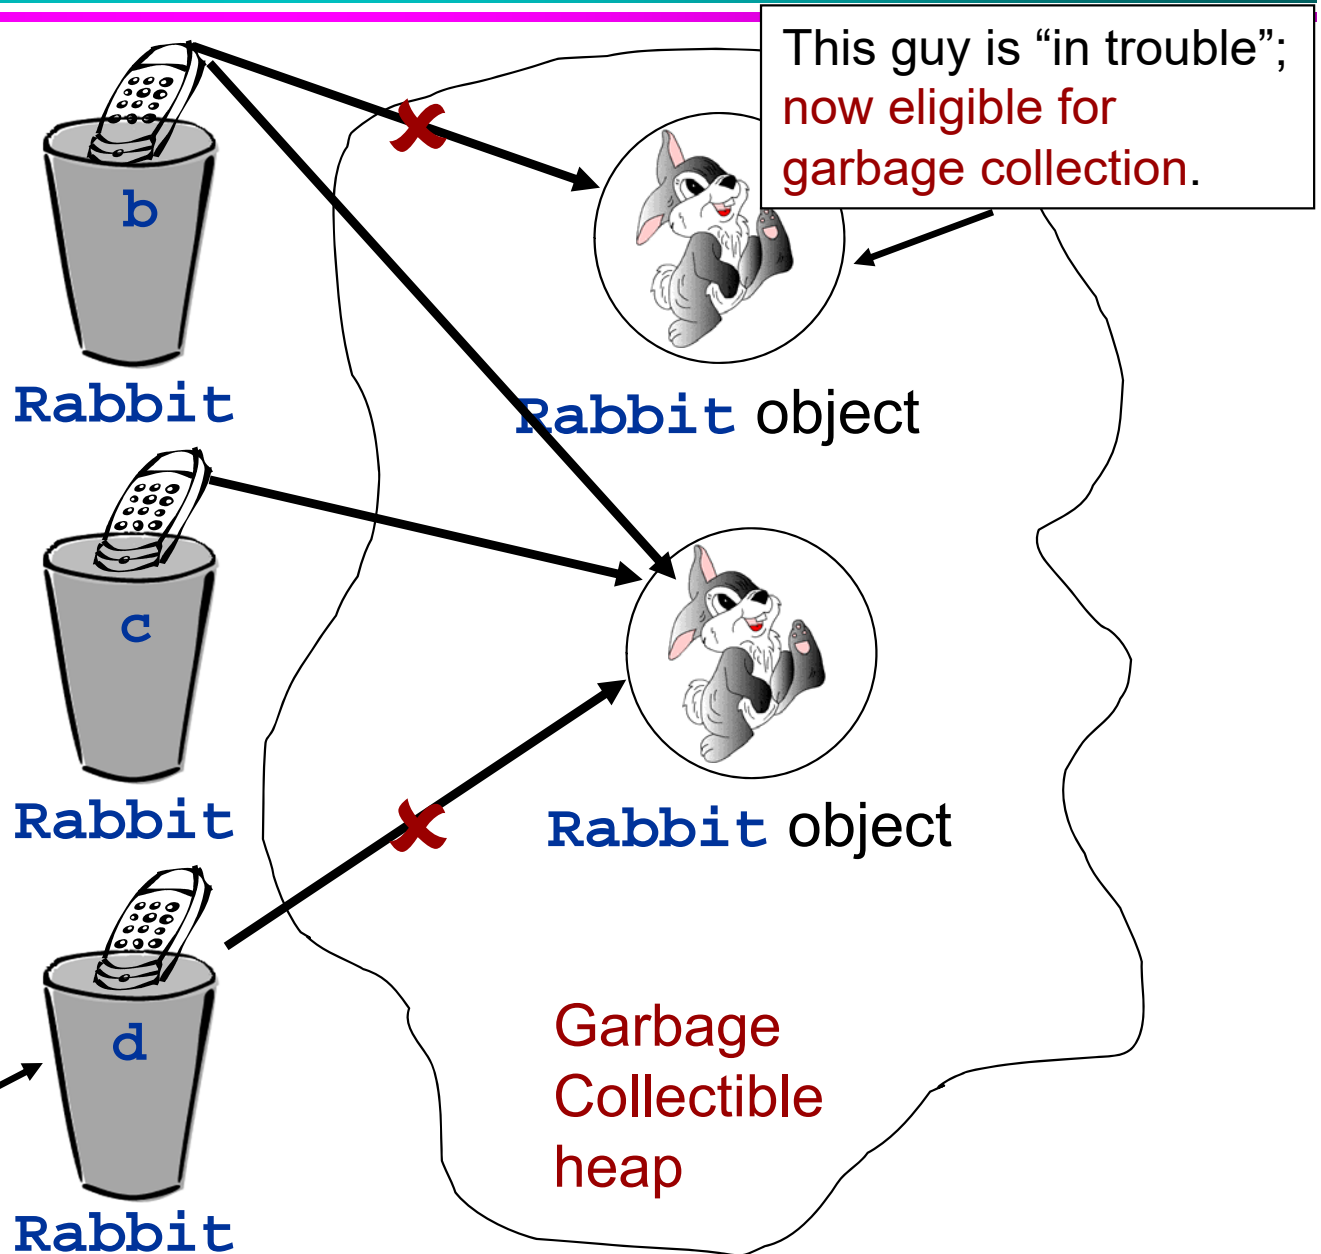 This guy is “in trouble”;
now eligible for
garbage collection.
b
Rabbit
Rabbit object
c
Rabbit
Rabbit object
d
Rabbit
Garbage
Collectible
heap